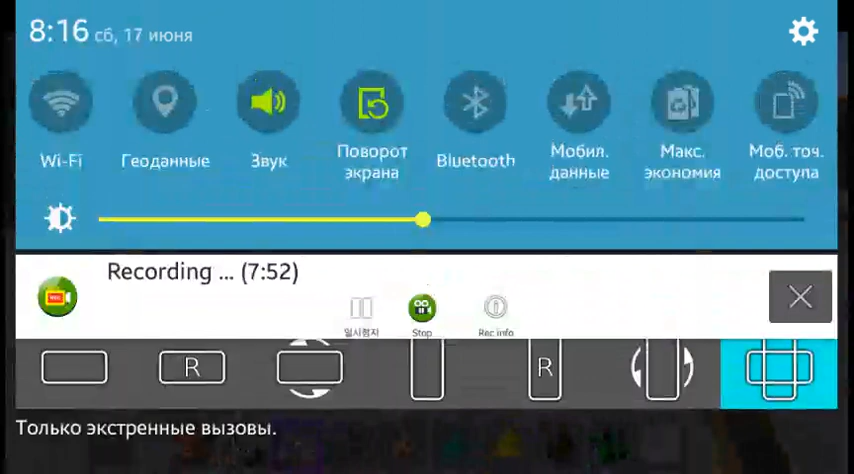 8:16 сб, 17 июня
Wi-Fi
Геоданные
Звук
Поворот
экрана
Bluetooth
Мобил.
данные
Макс.
экономия
Моб. точ.
доступа
Recording ... (7:52)
REC
일시정지
Stop
Rec info
R
R
Только экстренные вызовы.